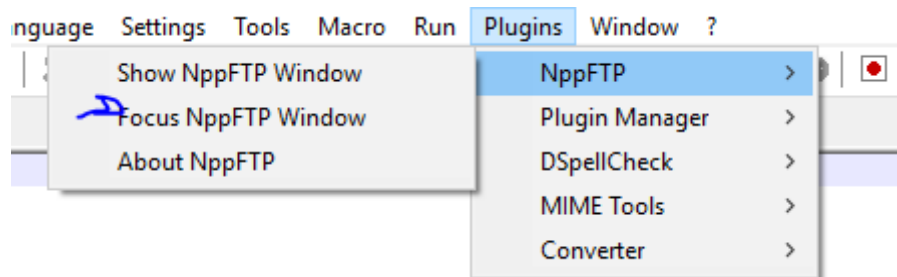 nguage Settings Tools Macro Run Plugins Window ?
Show NppFTP Window
Focus NppFTP Window
About NppFTP
NppFTP
Plugin Manager
DSpellCheck
MIME Tools
Converter